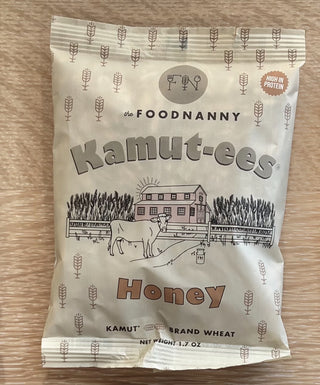 HIGH IN
PROTEIN
the FOODNANNY
Kamut-ees®
Honey
KAMUT® BRAND WHEAT
NET WEIGHT 1.7 OZ